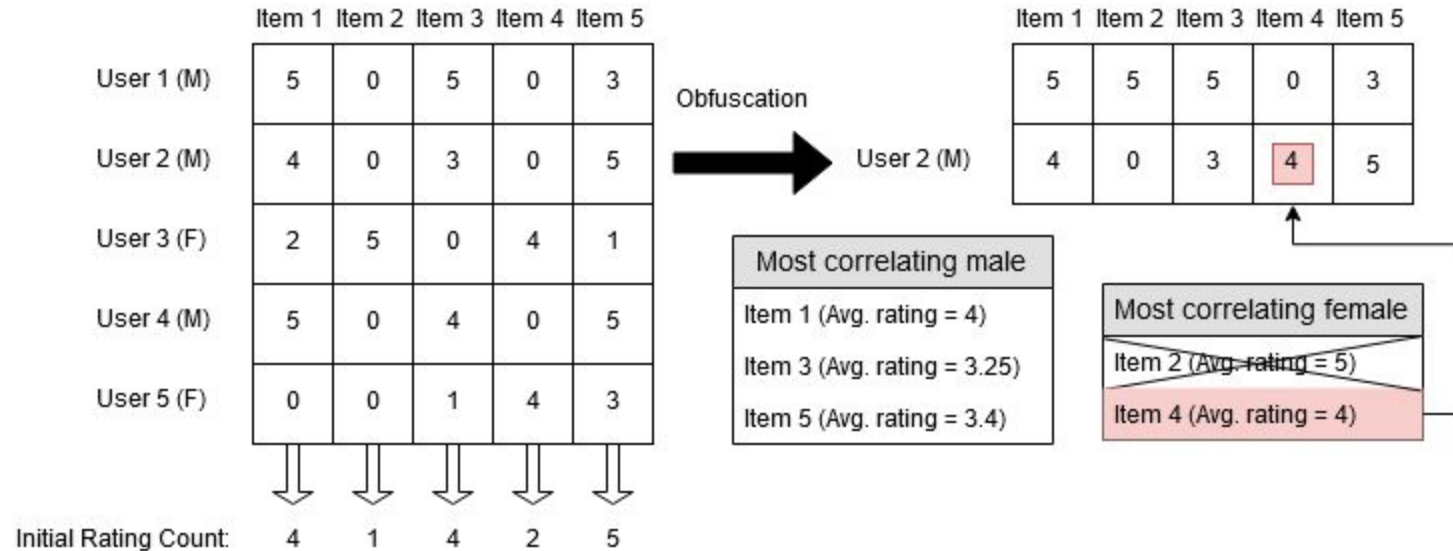 Item 1 Item 2 Item 3 Item 4 Item 5
User 1 (M) 5 0 5 0 3
User 2 (M) 4 0 3 0 5
User 3 (F) 2 5 0 4 1
User 4 (M) 5 0 4 0 5
User 5 (F) 0 0 1 4 3
Initial Rating Count: 4 1 4 2 5
Obfuscation
Item 1 Item 2 Item 3 Item 4 Item 5
5 5 5 0 3
User 2 (M) 4 0 3 4 5
Most correlating male
Item 1 (Avg. rating = 4)
Item 3 (Avg. rating = 3.25)
Item 5 (Avg. rating = 3.4)
Most correlating female
Item 2 (Avg. rating = 5)
Item 4 (Avg. rating = 4)